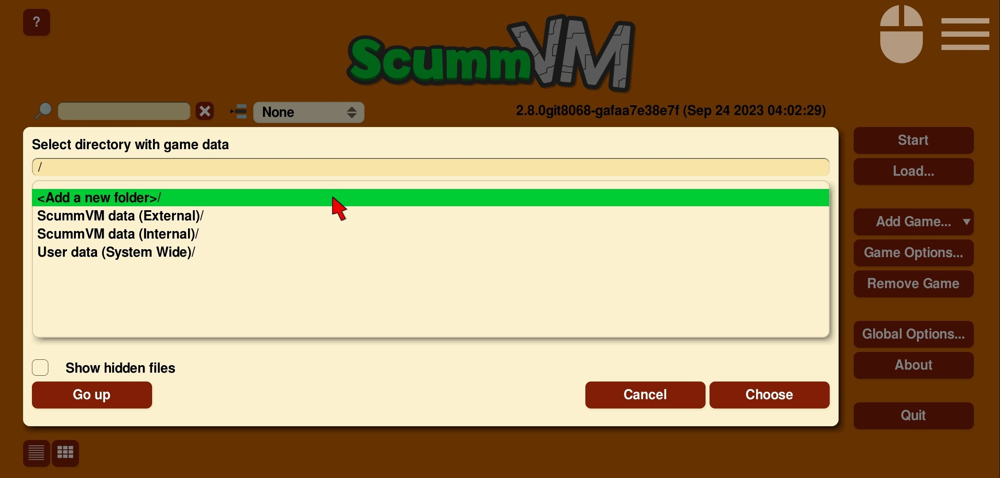 ?
ScummVM
None
2.8.0git8068-gafaa7e38e7f (Sep 24 2023 04:02:29)
Select directory with game data
/
<Add a new folder>/
ScummVM data (External)/
ScummVM data (Internal)/
User data (System Wide)/
Show hidden files
Go up
Cancel
Choose
Start
Load...
Add Game...
Game Options...
Remove Game
Global Options...
About
Quit